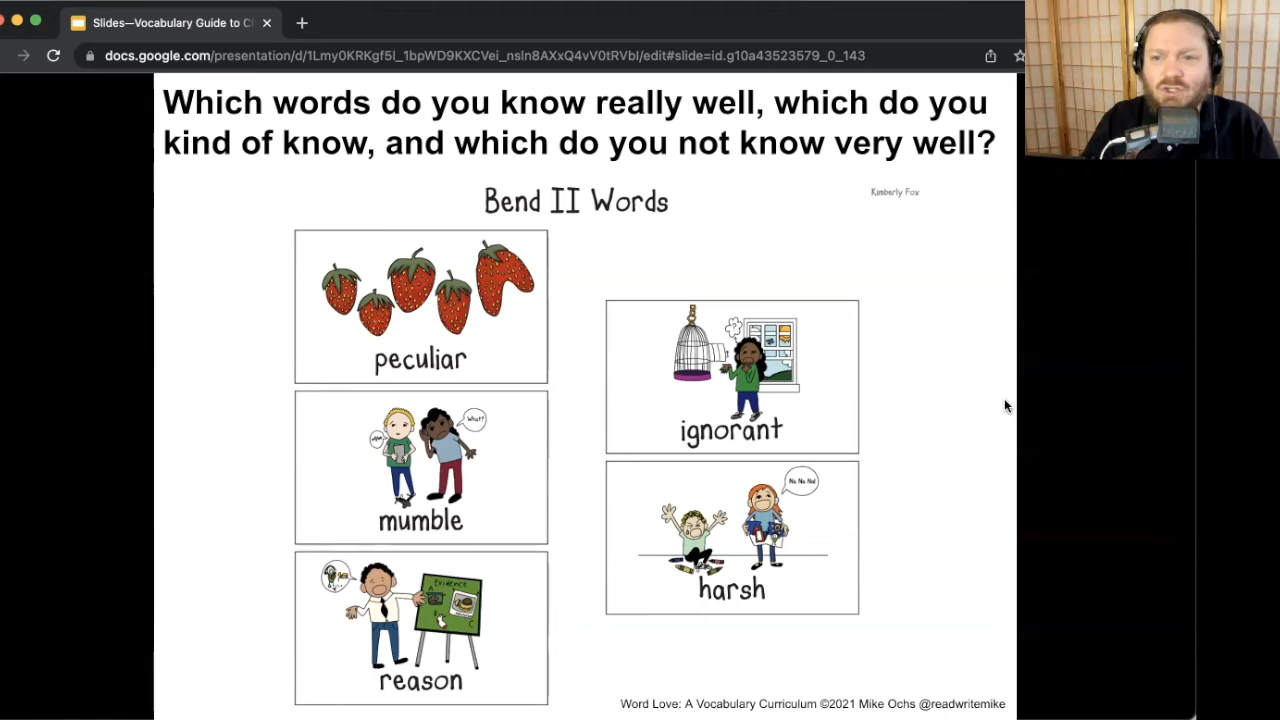 Slides—Vocabulary Guide to C
docs.google.com/presentation/d/1Lmy0KRKgf5I_1bpWD9KXCVei_nsIn8AXxQ4vV0tRVbI/edit#slide=id.g10a43523579_0_143
Which words do you know really well, which do you
kind of know, and which do you not know very well?
Bend II Words
Kimberly Fox
peculiar
What?
mumble
Evidence
A
B
C
reason
ignorant
No. No. No!
harsh
Word Love: A Vocabulary Curriculum ©2021 Mike Ochs @readwritemike